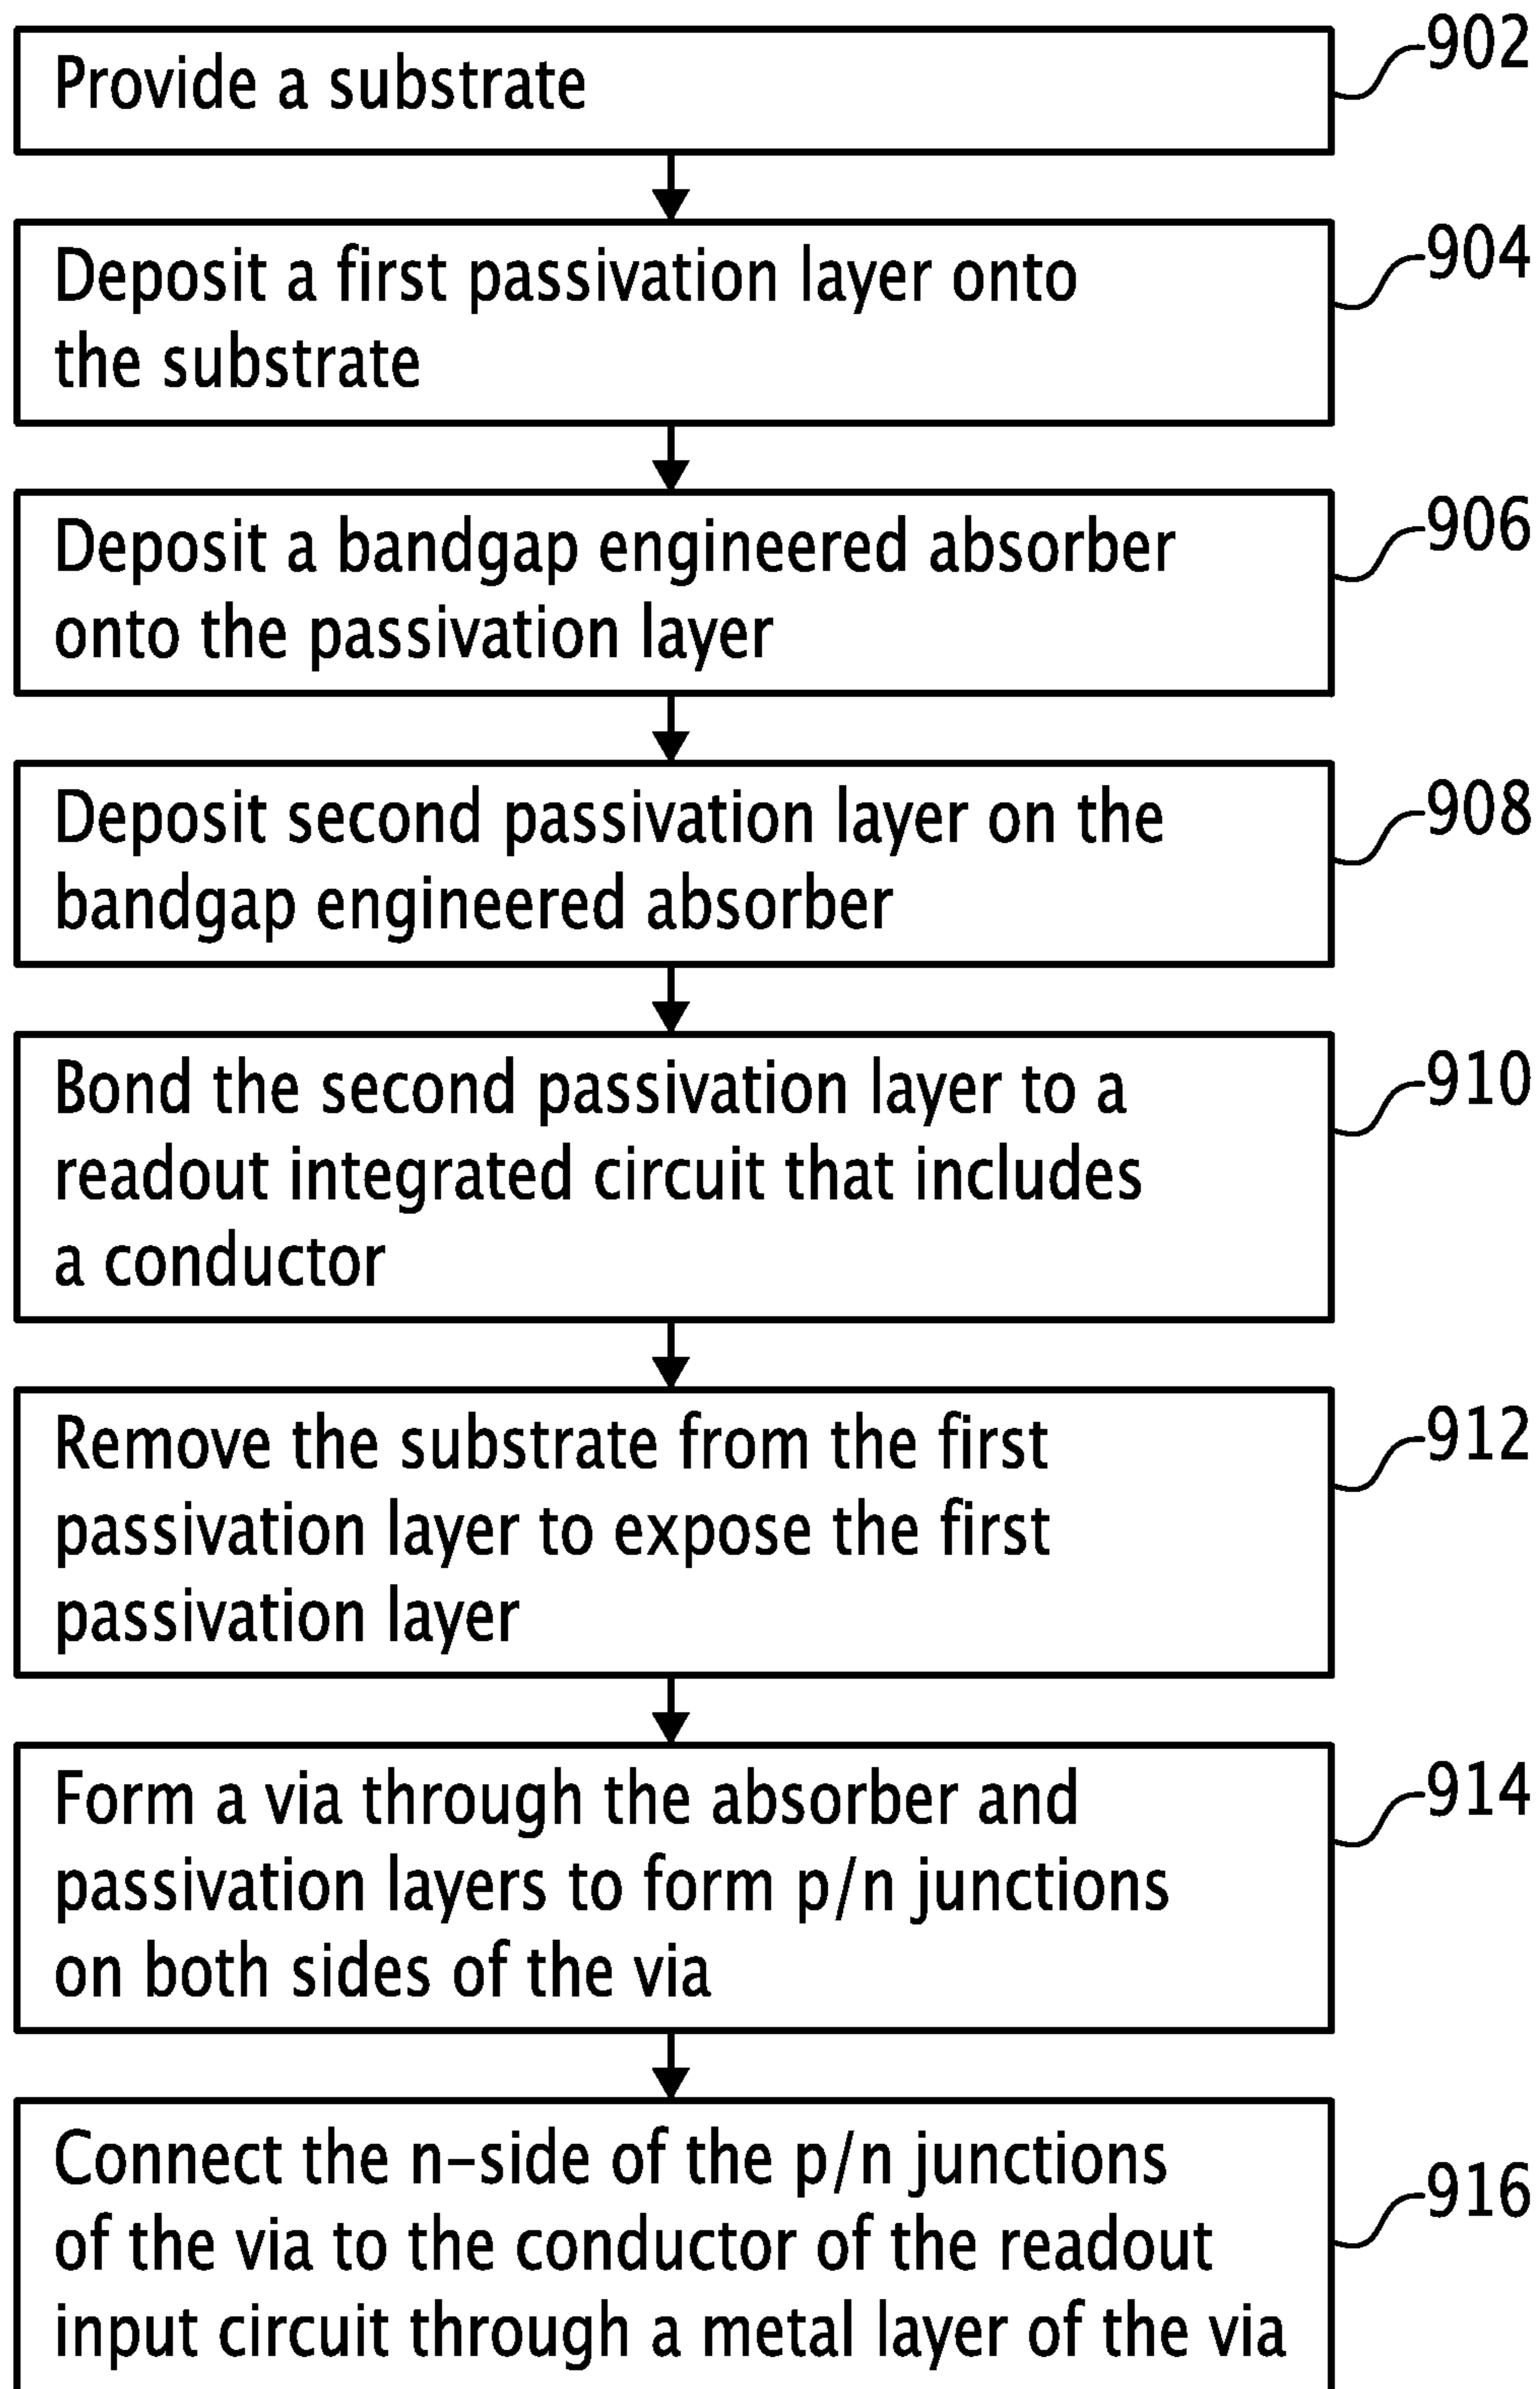 Provide a substrate
902
Deposit a first passivation layer onto
the substrate
904
Deposit a bandgap engineered absorber
onto the passivation layer
906
Deposit second passivation layer on the
bandgap engineered absorber
908
Bond the second passivation layer to a
readout integrated circuit that includes
a conductor
910
Remove the substrate from the first
passivation layer to expose the first
passivation layer
912
Form a via through the absorber and
passivation layers to form p/n junctions
on both sides of the via
914
Connect the n-side of the p/n junctions
of the via to the conductor of the readout
input circuit through a metal layer of the via
916